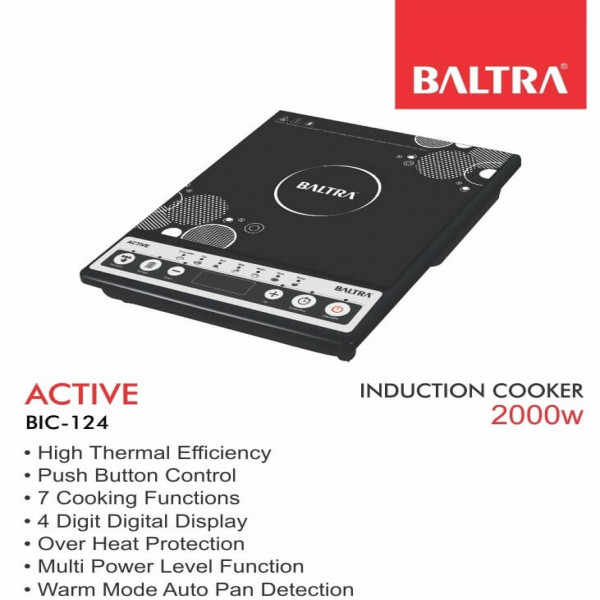 BALTRA®
BALTRA
ACTIVE
BALTRA
ACTIVE
BIC-124
INDUCTION COOKER
2000w
• High Thermal Efficiency
• Push Button Control
• 7 Cooking Functions
• 4 Digit Digital Display
• Over Heat Protection
• Multi Power Level Function
• Warm Mode Auto Pan Detection